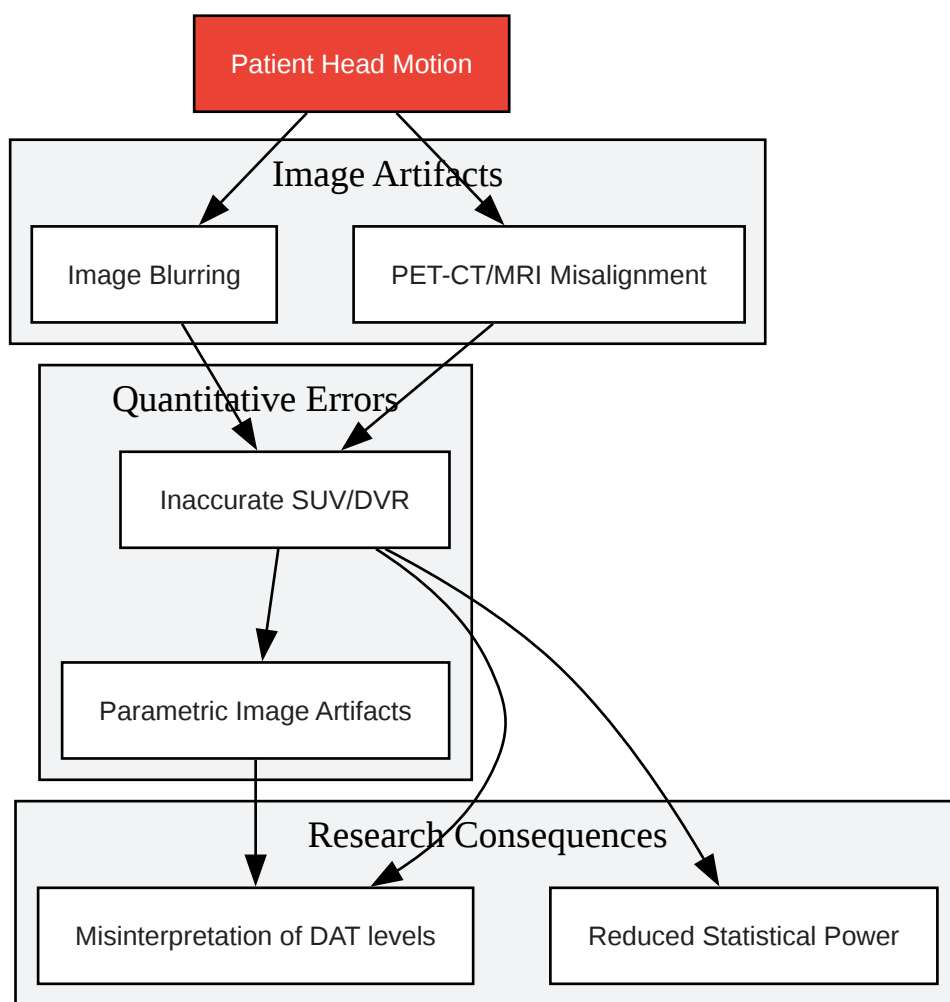 Patient Head Motion
Image Artifacts
Image Blurring
PET-CT/MRI Misalignment
Quantitative Errors
Inaccurate SUV/DVR
Parametric Image Artifacts
Research Consequences
Misinterpretation of DAT levels
Reduced Statistical Power